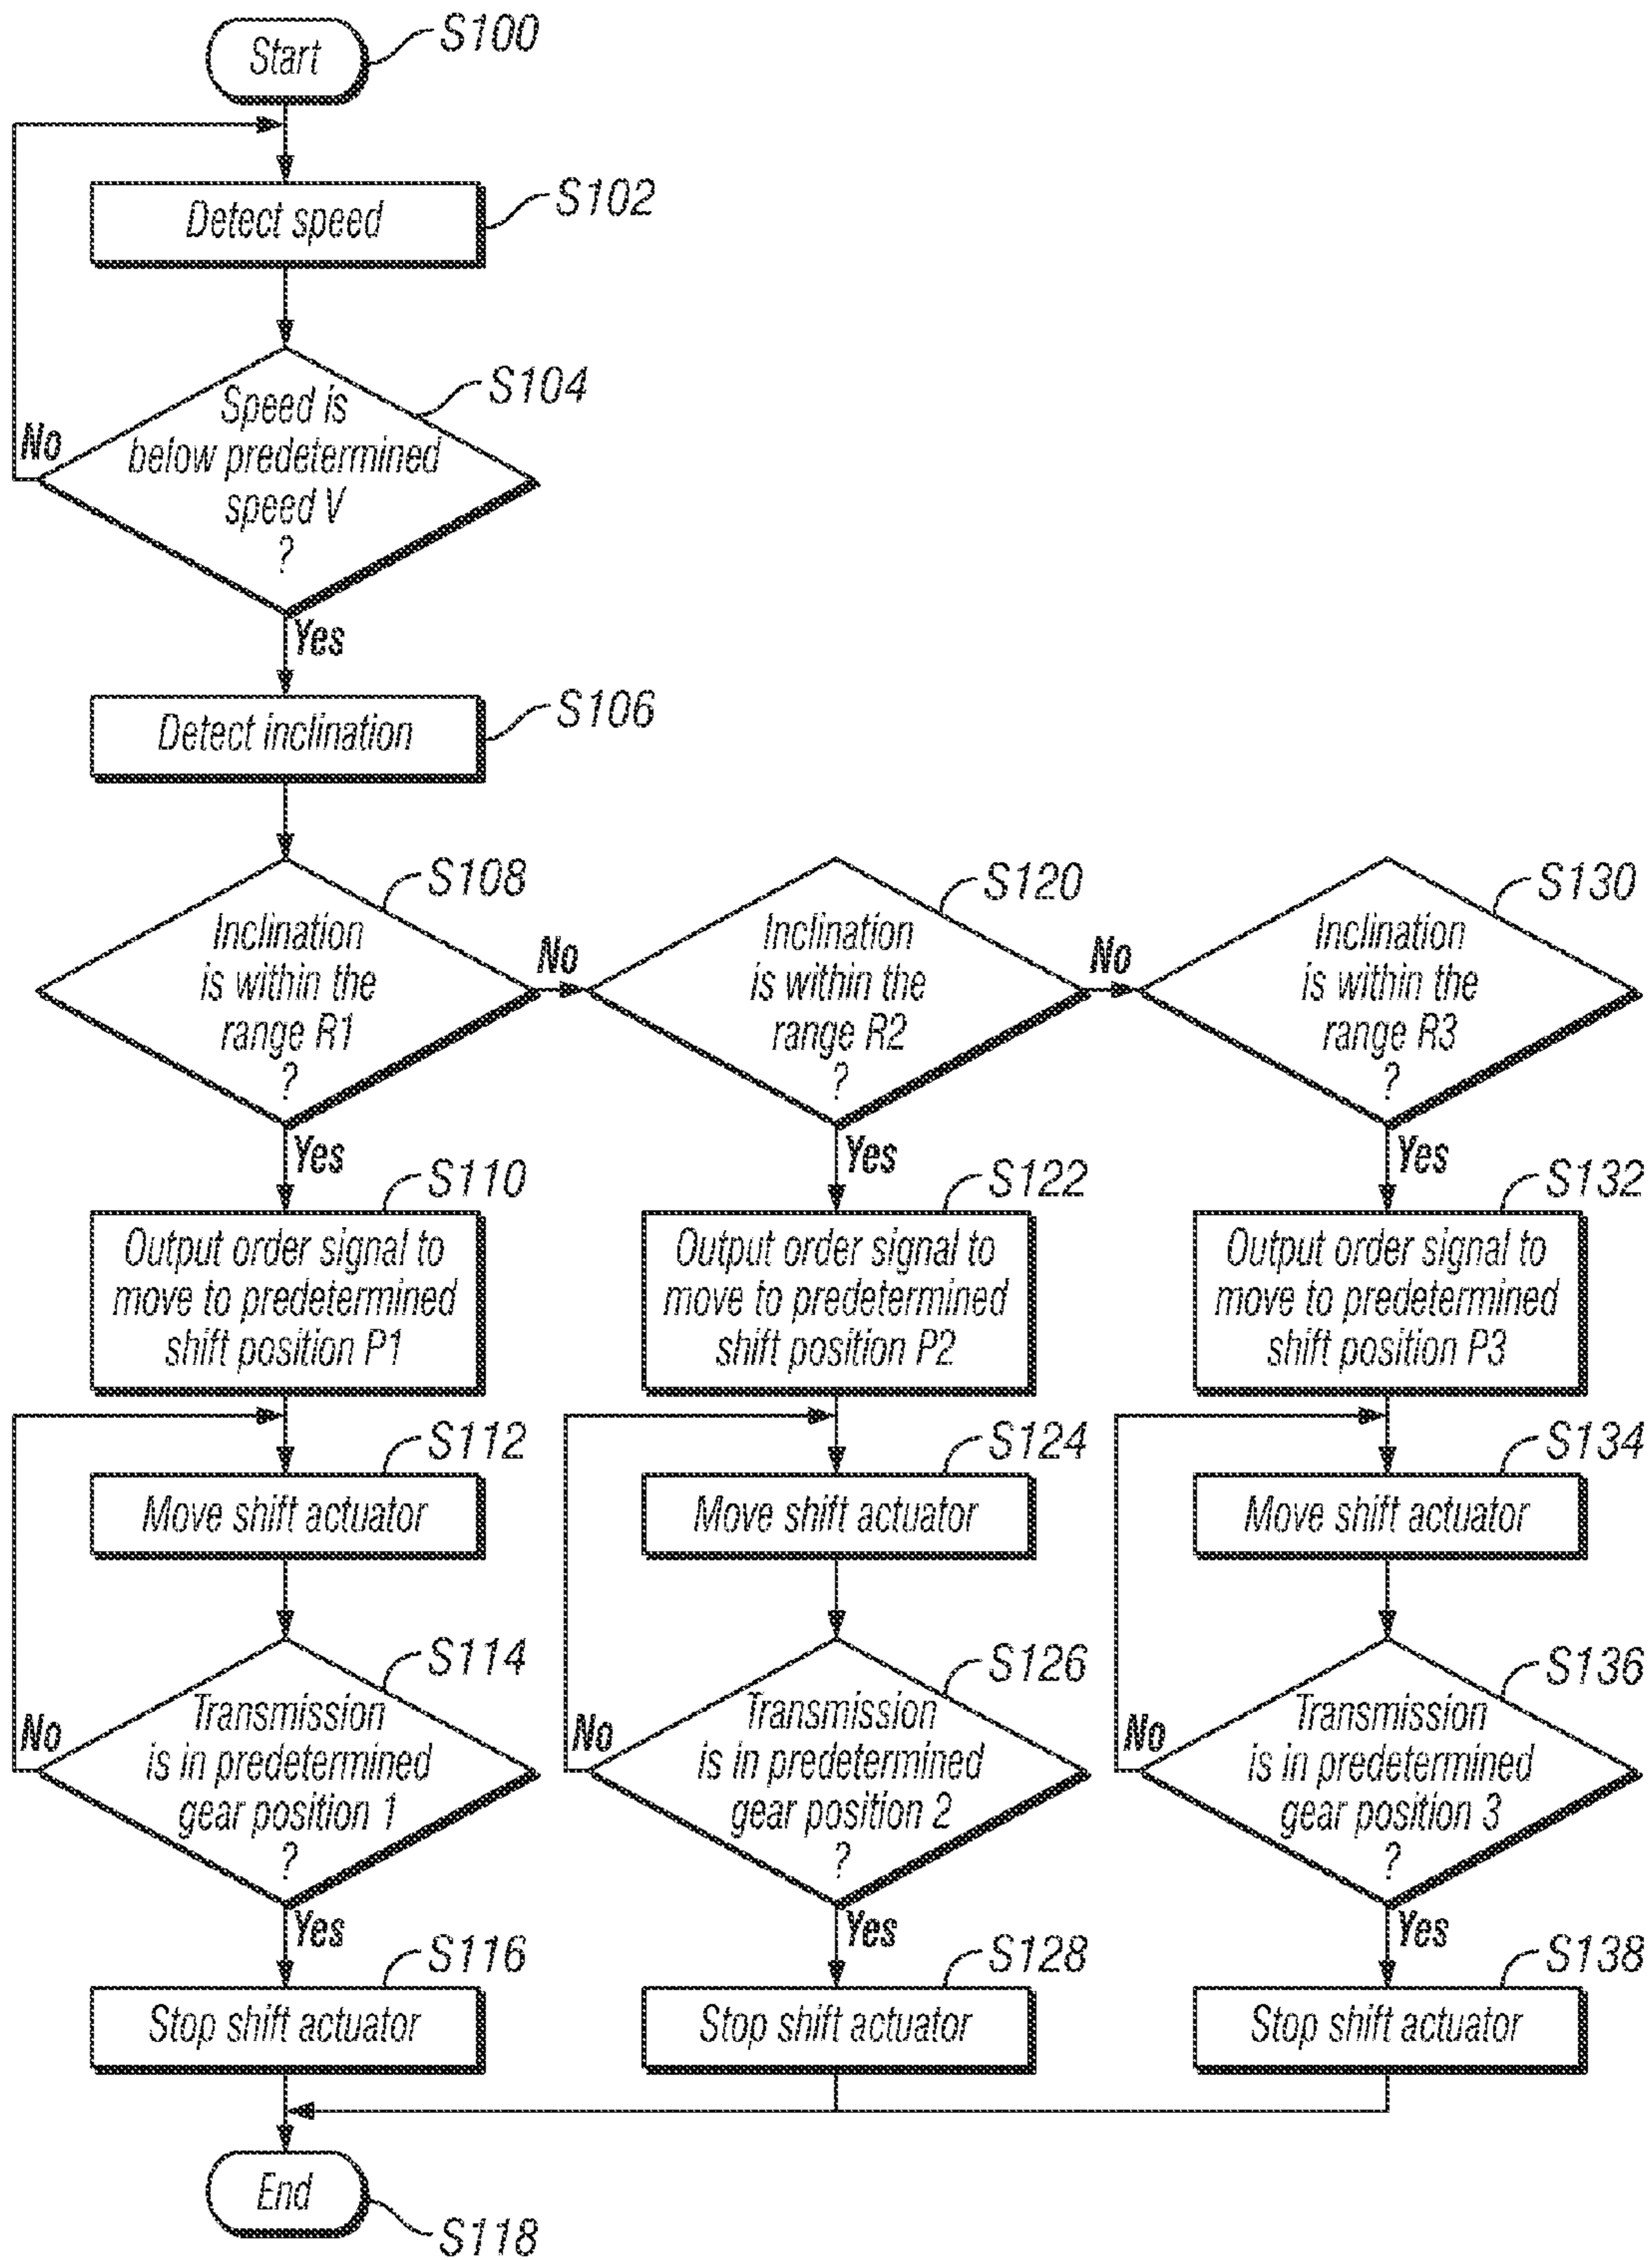 Start
S100
Detect speed
S102
Speed is
below predetermined
speed V
?
S104
No
Yes
Detect inclination
S106
Inclination
is within the
range R1
?
S108
No
Yes
Inclination
is within the
range R2
?
S120
No
Yes
Inclination
is within the
range R3
?
S130
Yes
S110
Output order signal to
move to predetermined
shift position P1
S122
Output order signal to
move to predetermined
shift position P2
S132
Output order signal to
move to predetermined
shift position P3
S112
Move shift actuator
S124
Move shift actuator
S134
Move shift actuator
S114
Transmission
is in predetermined
gear position 1
?
No
Yes
S126
Transmission
is in predetermined
gear position 2
?
No
Yes
S136
Transmission
is in predetermined
gear position 3
?
No
Yes
S116
Stop shift actuator
S128
Stop shift actuator
S138
Stop shift actuator
End
S118